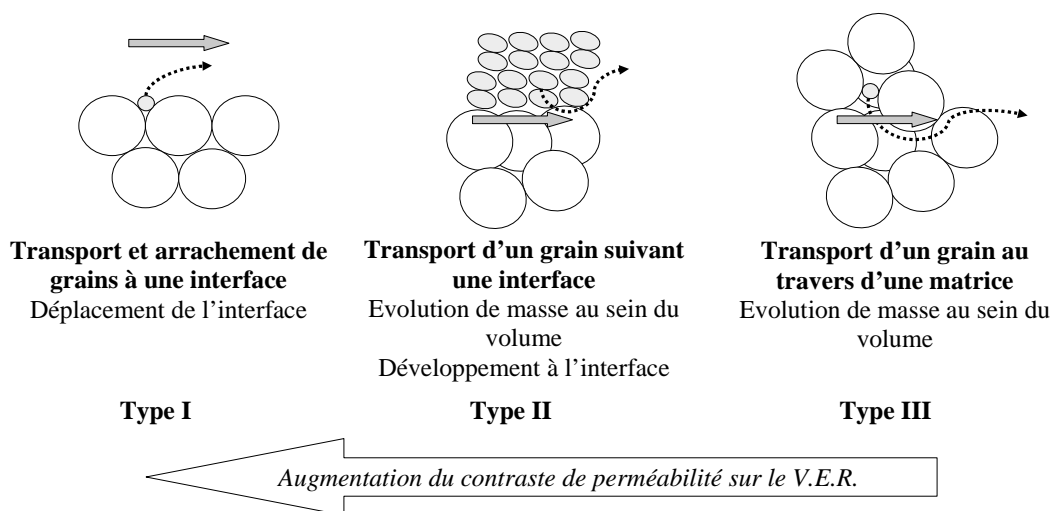 Transport et arrachement de
grains à une interface
Déplacement de l'interface
Type I
Transport d'un grain suivant
une interface
Evolution de masse au sein du
volume
Développement à l'interface
Type II
Transport d'un grain au
travers d'une matrice
Evolution de masse au sein du
volume
Type III
Augmentation du contraste de perméabilité sur le V.E.R.